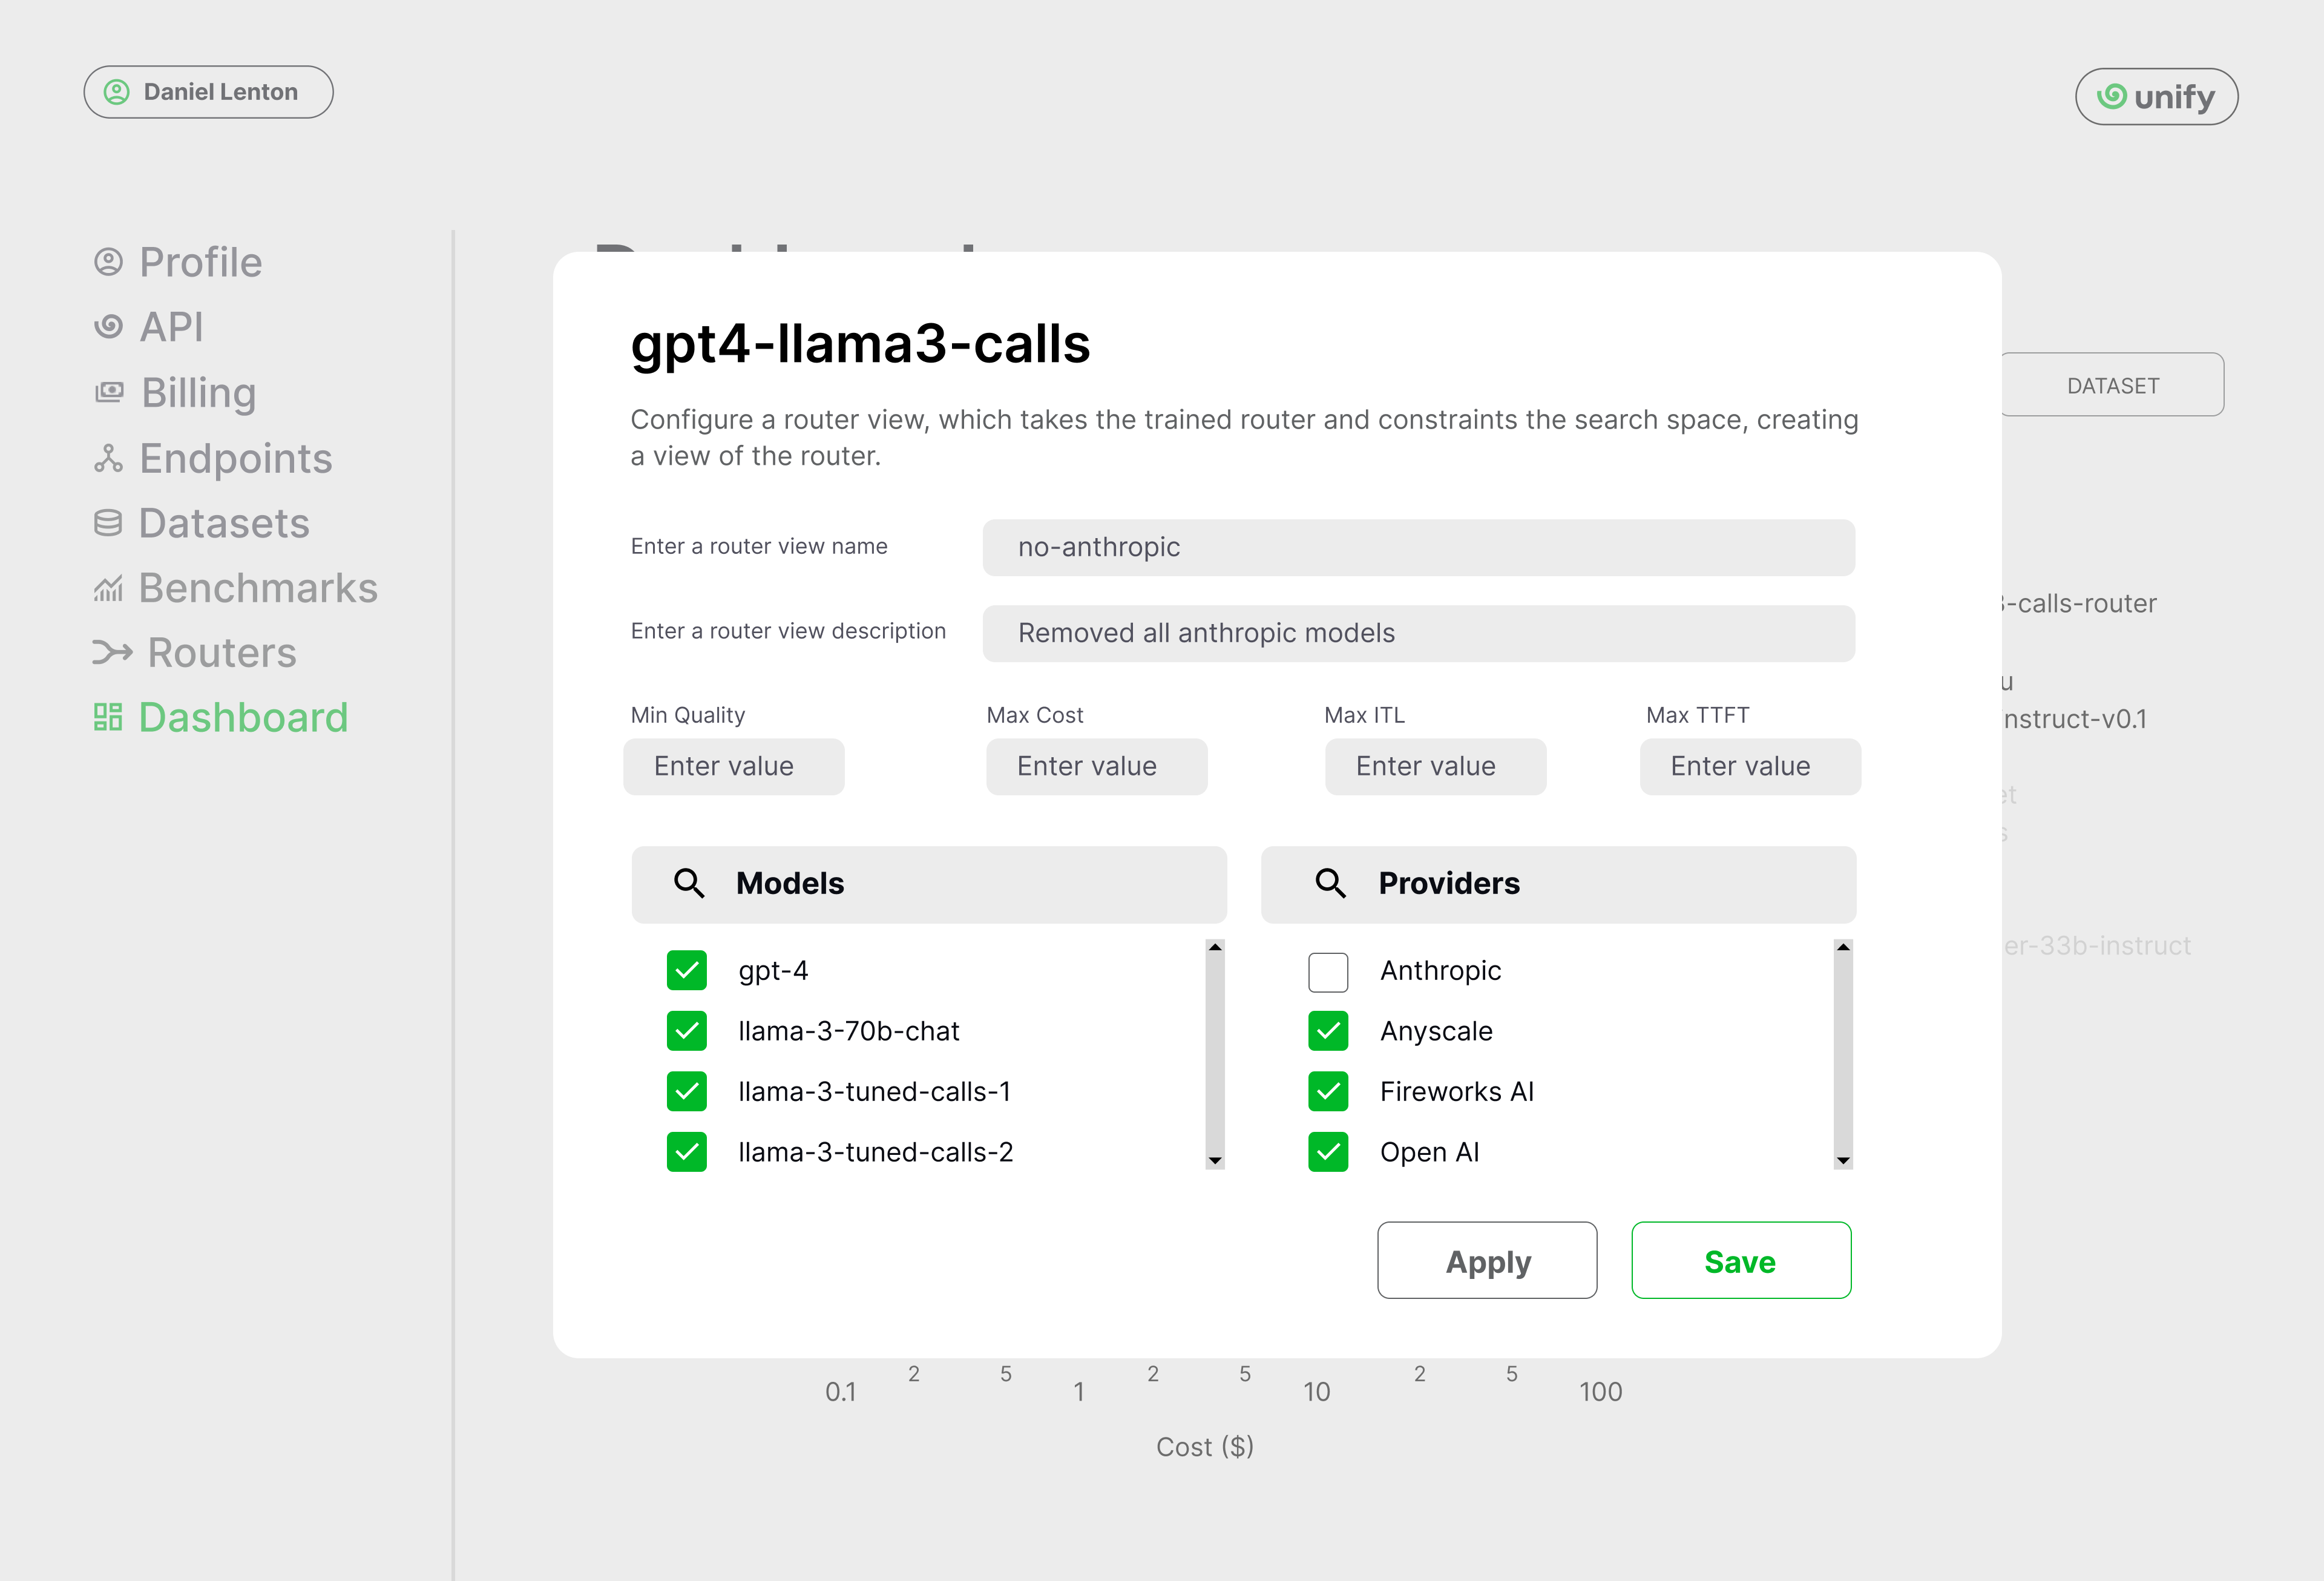 Daniel Lenton
unify
Profile
API
Billing
Endpoints
Datasets
Benchmarks
Routers
Dashboard
gpt4-llama3-calls
Configure a router view, which takes the trained router and constraints the search space, creating
a view of the router.
Enter a router view name
no-anthropic
Enter a router view description
Removed all anthropic models
Min Quality
Max Cost
Max ITL
Max TTFT
Enter value
Enter value
Enter value
Enter value
Models
Providers
gpt-4
llama-3-70b-chat
llama-3-tuned-calls-1
llama-3-tuned-calls-2
Anthropic
Anyscale
Fireworks AI
Open AI
Apply
Save
DATASET
-calls-router
u
nstruct-v0.1
et
s
er-33b-instruct
2 5 2 5 2 5
0.1 1 10 100
Cost ($)